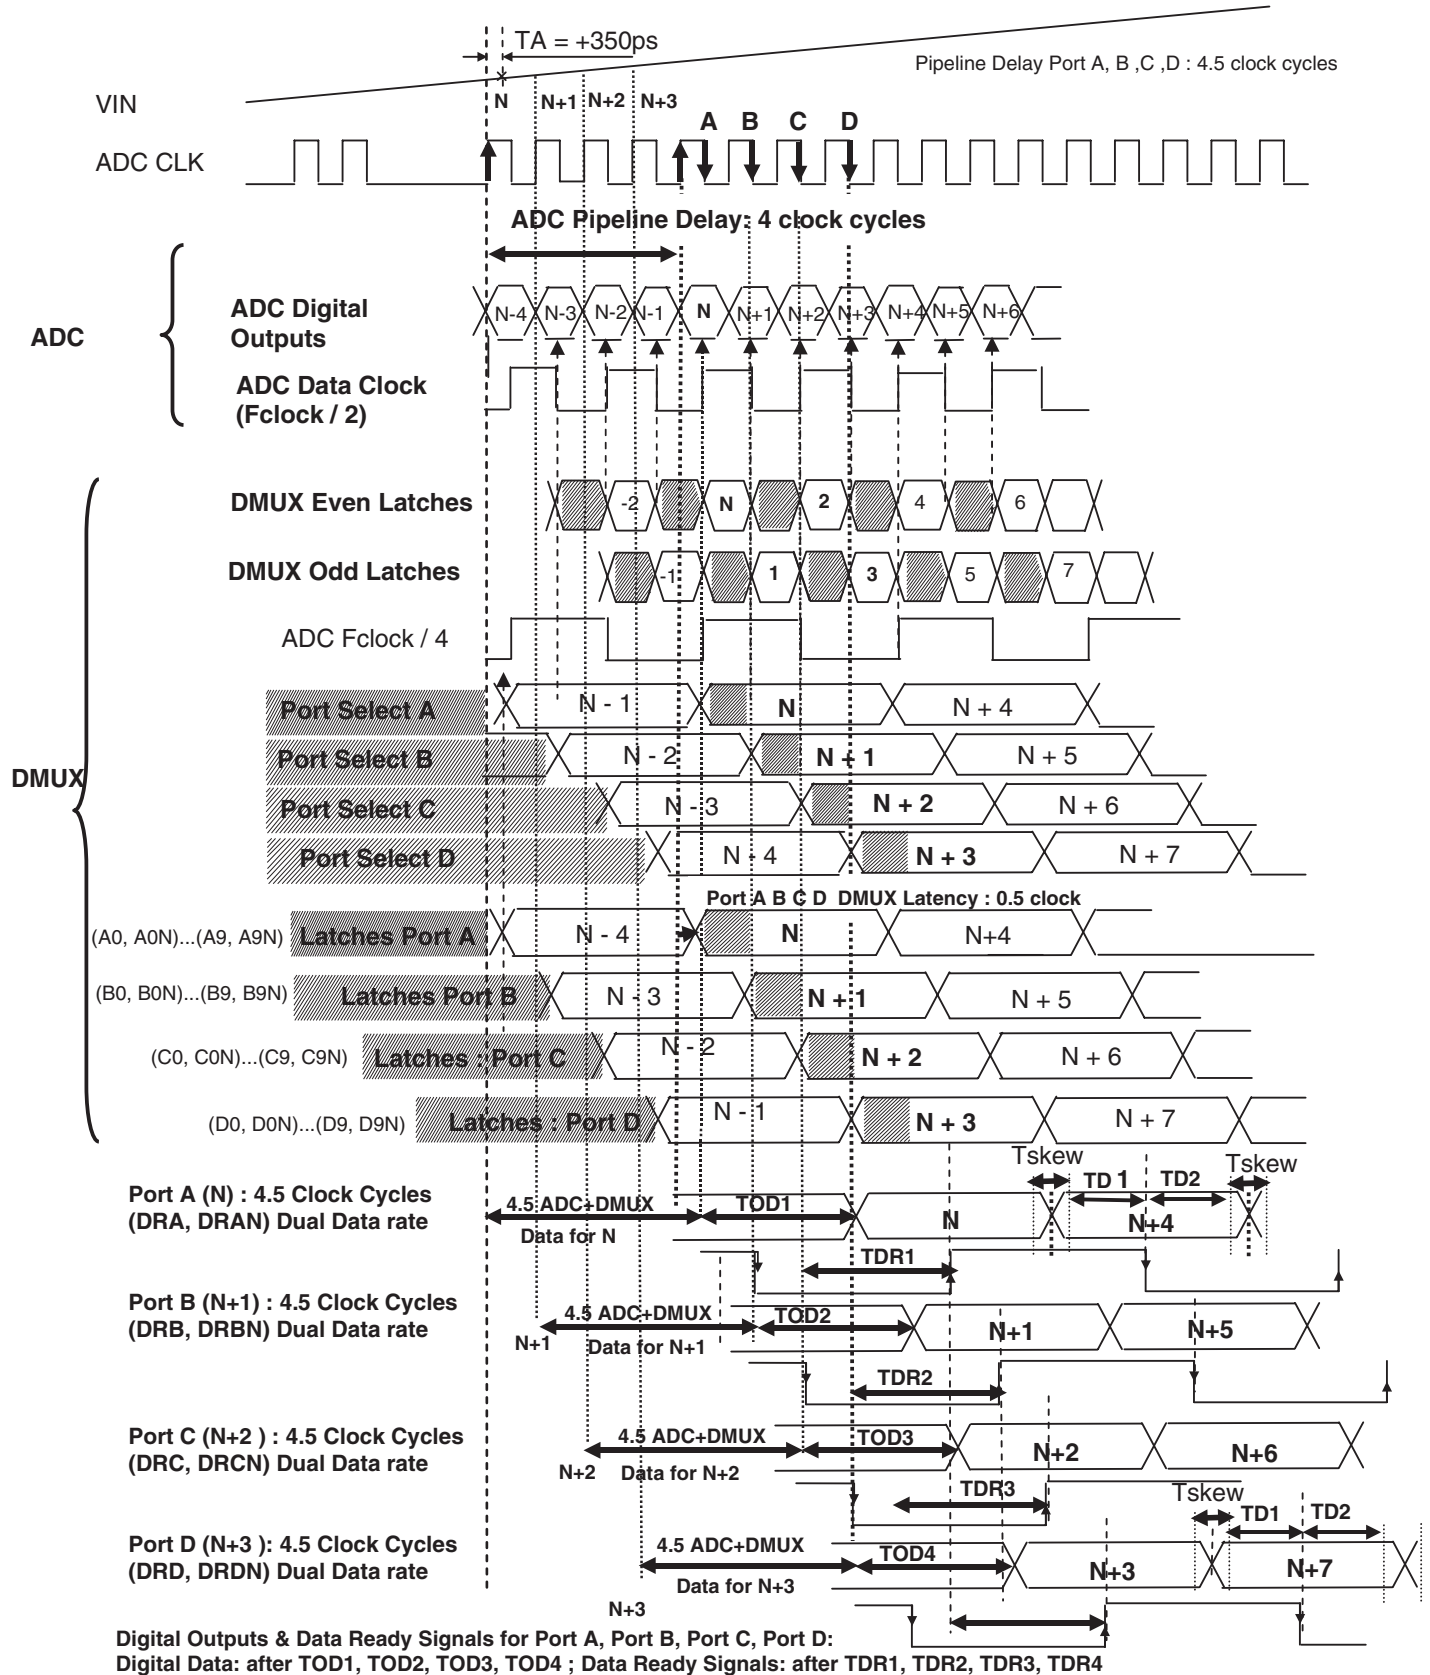 TA = +350ps
Pipeline Delay Port A, B ,C ,D : 4.5 clock cycles
VIN
N N+1 N+2 N+3
A B C D
ADC CLK
ADC Pipeline Delay: 4 clock cycles
ADC
ADC Digital
Outputs
N-4 N-3 N-2 N-1 N N+1 N+2 N+3 N+4 N+5 N+6
ADC Data Clock
(Fclock / 2)
DMUX
DMUX Even Latches
-2 N 2 4 6
DMUX Odd Latches
-1 1 3 5 7
ADC Fclock / 4
Port Select A N - 1 N N + 4
Port Select B N - 2 N + 1 N + 5
Port Select C N - 3 N + 2 N + 6
Port Select D N - 4 N + 3 N + 7
Port A B C D DMUX Latency : 0.5 clock
(A0, A0N)...(A9, A9N) Latches Port A N - 4 N N+4
(B0, B0N)...(B9, B9N) Latches Port B N - 3 N + 1 N + 5
(C0, C0N)...(C9, C9N) Latches : Port C N - 2 N + 2 N + 6
(D0, D0N)...(D9, D9N) Latches : Port D N - 1 N + 3 N + 7
Tskew TD1 TD2 Tskew
Port A (N) : 4.5 Clock Cycles
(DRA, DRAN) Dual Data rate
4.5 ADC+DMUX TOD1
Data for N
N N+4
TDR1
Port B (N+1) : 4.5 Clock Cycles
(DRB, DRBN) Dual Data rate
4.5 ADC+DMUX TOD2
N+1 Data for N+1
N+1 N+5
TDR2
Port C (N+2 ) : 4.5 Clock Cycles
(DRC, DRCN) Dual Data rate
4.5 ADC+DMUX TOD3
N+2 Data for N+2
N+2 N+6
TDR3
Tskew TD1 TD2
Port D (N+3 ): 4.5 Clock Cycles
(DRD, DRDN) Dual Data rate
4.5 ADC+DMUX TOD4
Data for N+3
N+3 N+7
N+3
Digital Outputs & Data Ready Signals for Port A, Port B, Port C, Port D:
Digital Data: after TOD1, TOD2, TOD3, TOD4 ; Data Ready Signals: after TDR1, TDR2, TDR3, TDR4